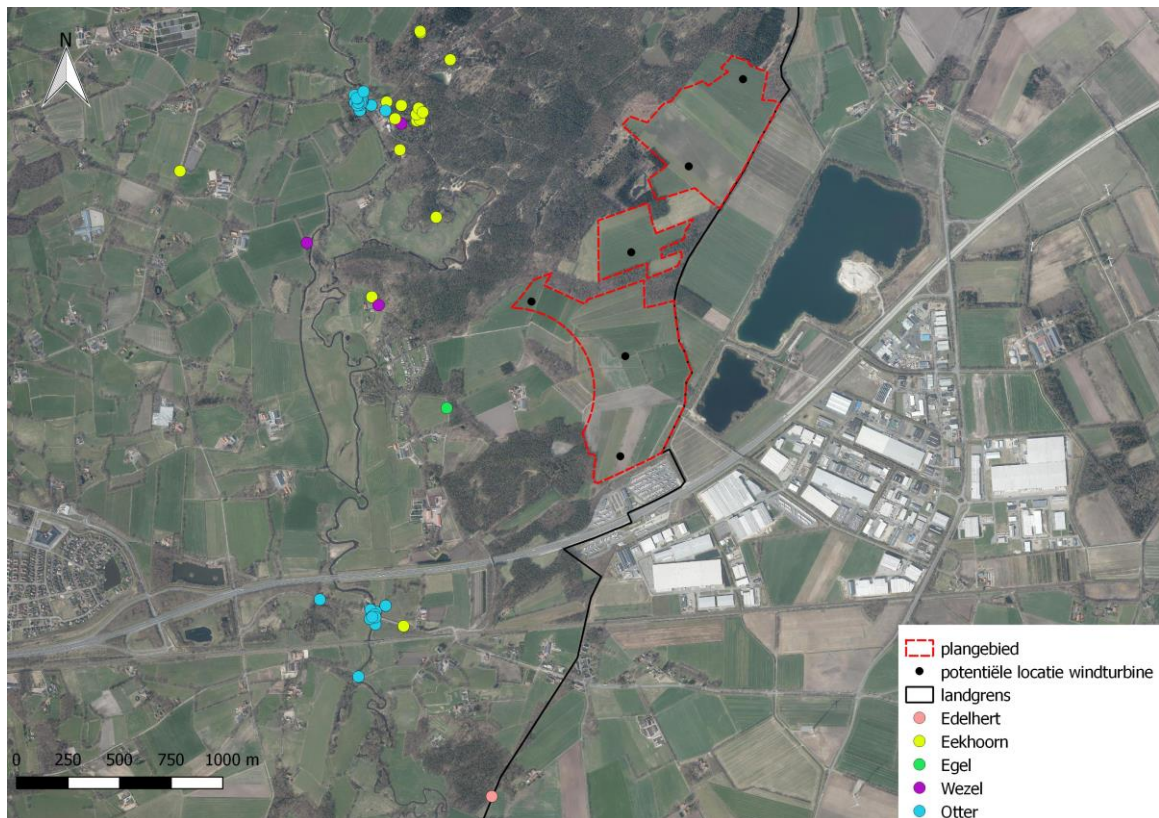 N
0 250 500 750 1000 m
plangebied
potentiële locatie windturbine
landgrens
Edelhert
Eekhoorn
Egel
Wezel
Otter